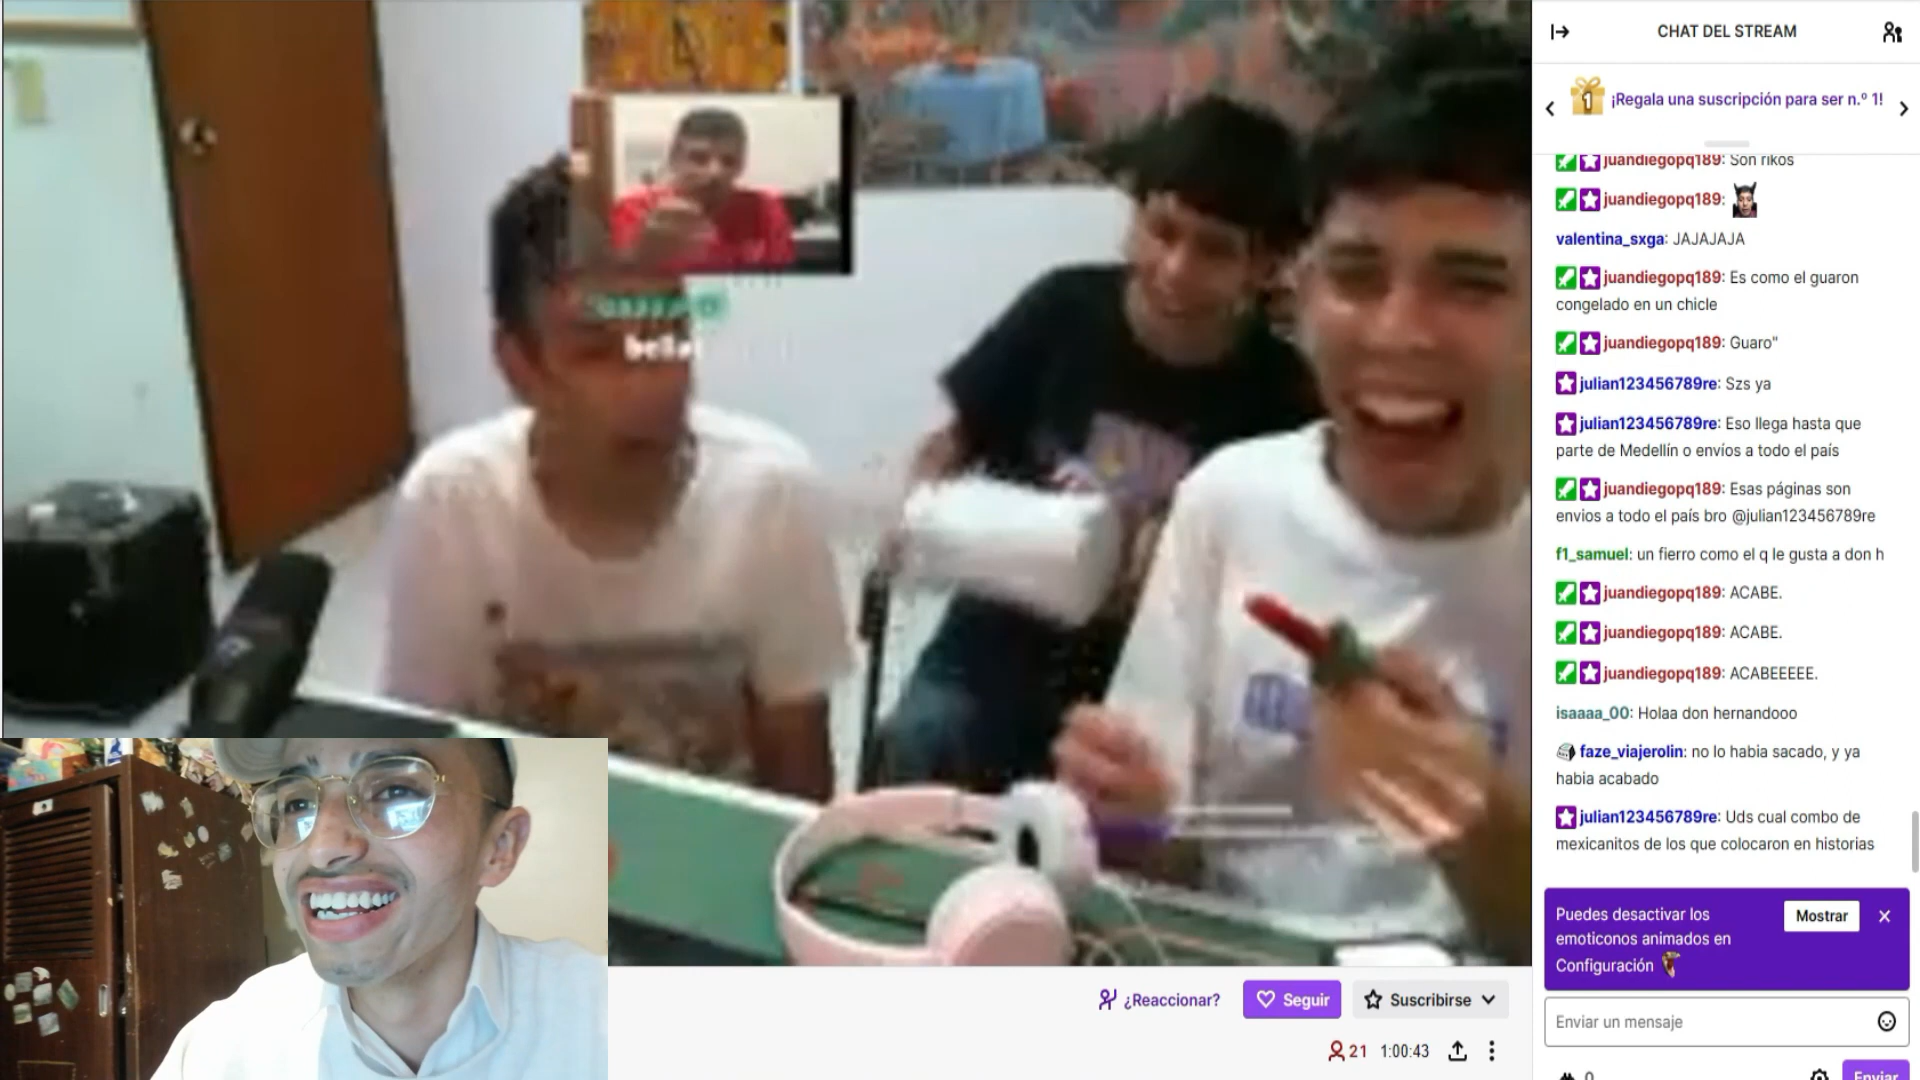 CHAT DEL STREAM
1
¡Regala una suscripción para ser n.º 1!
juandiegopq189: Son rikos
juandiegopq189:
valentina_sxga: JAJAJAJA
juandiegopq189: Es como el guaron
congelado en un chicle
juandiegopq189: Guaro"
julian123456789re: Szs ya
julian123456789re: Eso llega hasta que
parte de Medellín o envíos a todo el país
juandiegopq189: Esas páginas son
envios a todo el país bro @julian123456789re
f1_samuel: un fierro como el q le gusta a don h
juandiegopq189: ACABE.
juandiegopq189: ACABE.
juandiegopq189: ACABEEEEE.
isaaaa_00: Holaa don hernandooo
faze_viajerolin: no lo habia sacado, y ya
habia acabado
julian123456789re: Uds cual combo de
mexicanitos de los que colocaron en historias
Puedes desactivar los
emoticonos animados en
Configuración
Mostrar
Enviar un mensaje
0
Enviar
¿Reaccionar?
Seguir
Suscribirse
21
1:00:43